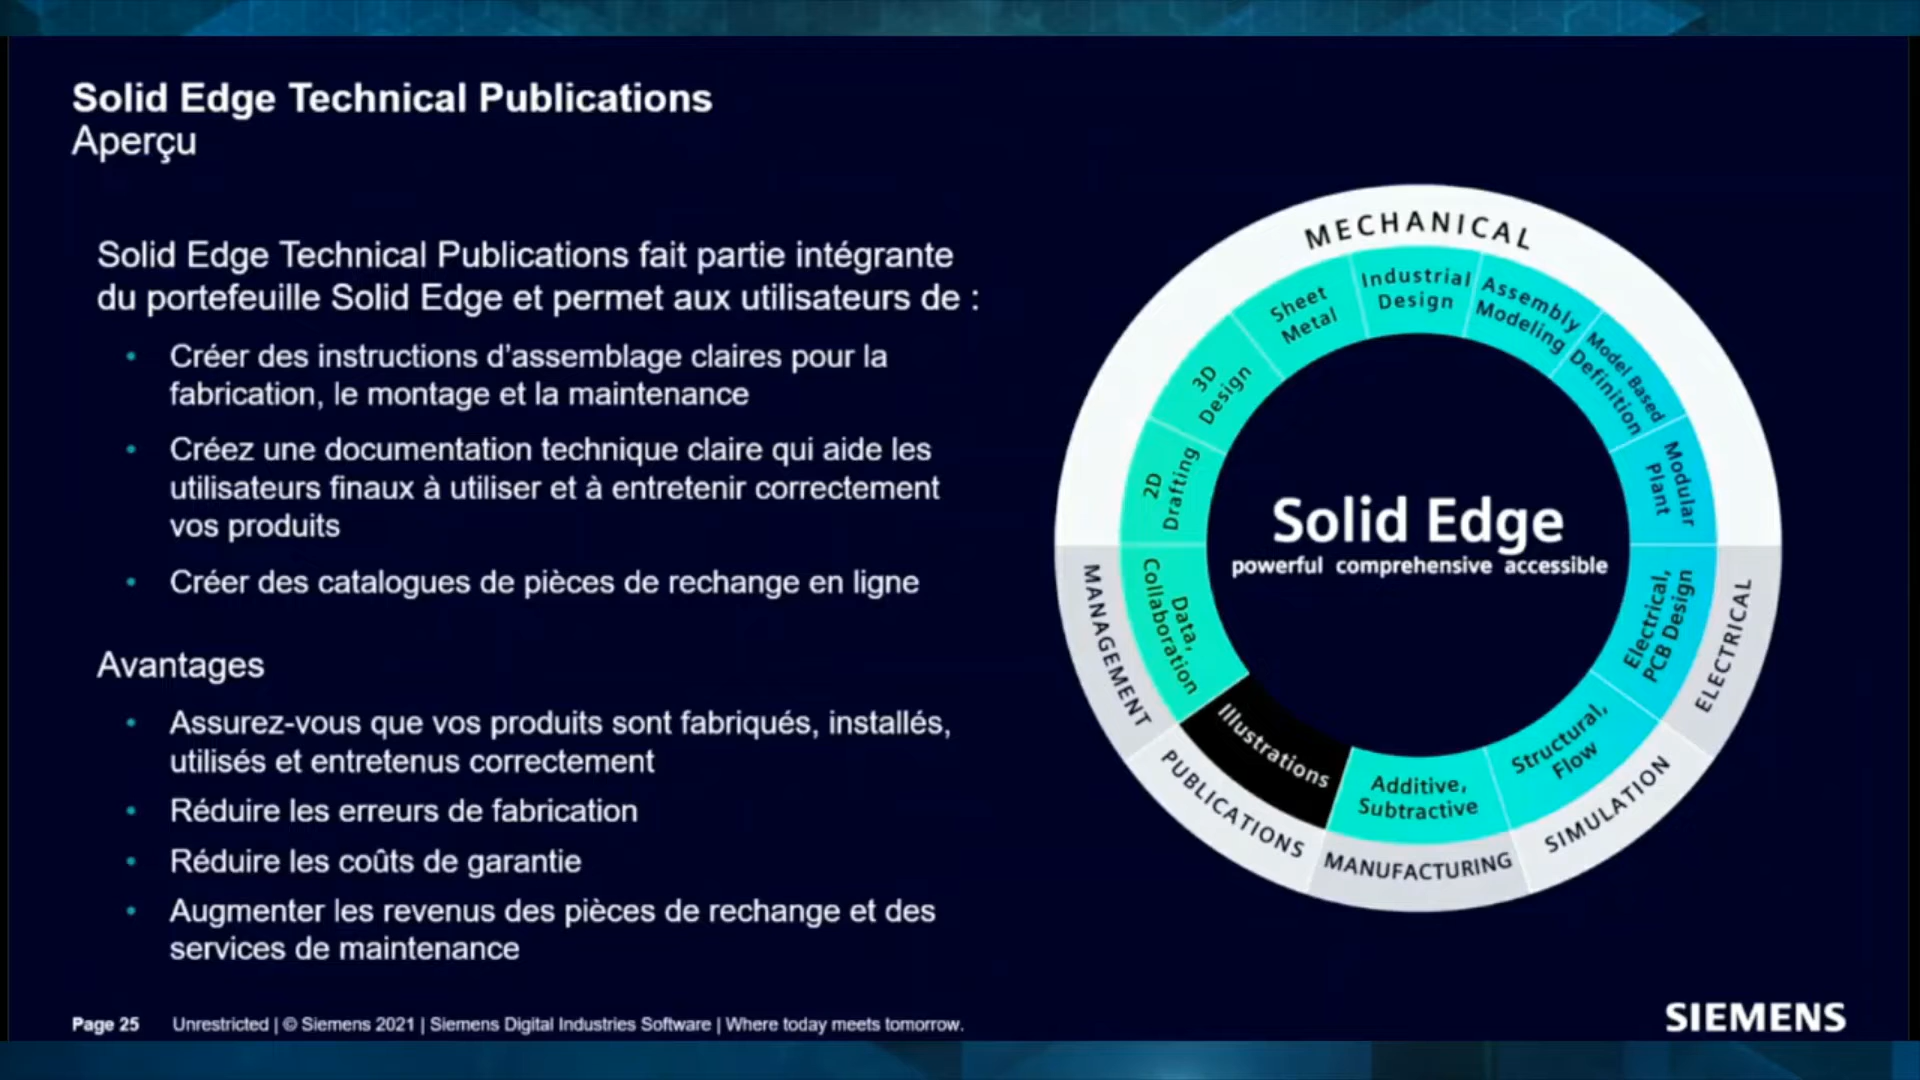 Solid Edge Technical Publications
Aperçu
Solid Edge Technical Publications fait partie intégrante
du portefeuille Solid Edge et permet aux utilisateurs de :
• Créer des instructions d’assemblage claires pour la
fabrication, le montage et la maintenance
• Créez une documentation technique claire qui aide les
utilisateurs finaux à utiliser et à entretenir correctement
vos produits
• Créer des catalogues de pièces de rechange en ligne
Avantages
• Assurez-vous que vos produits sont fabriqués, installés,
utilisés et entretenus correctement
• Réduire les erreurs de fabrication
• Réduire les coûts de garantie
• Augmenter les revenus des pièces de rechange et des
services de maintenance
MECHANICAL
2D
Drafting
3D
Design
Sheet
Metal
Industrial
Design
Assembly
Modeling
Model Based
Definition
Modular
Plant
Electrical,
PCB Design
ELECTRICAL
Structural,
Flow
SIMULATION
Additive,
Subtractive
MANUFACTURING
Illustrations
PUBLICATIONS
Data,
Collaboration
MANAGEMENT
Solid Edge
powerful comprehensive accessible
Page 25 Unrestricted | © Siemens 2021 | Siemens Digital Industries Software | Where today meets tomorrow.
SIEMENS